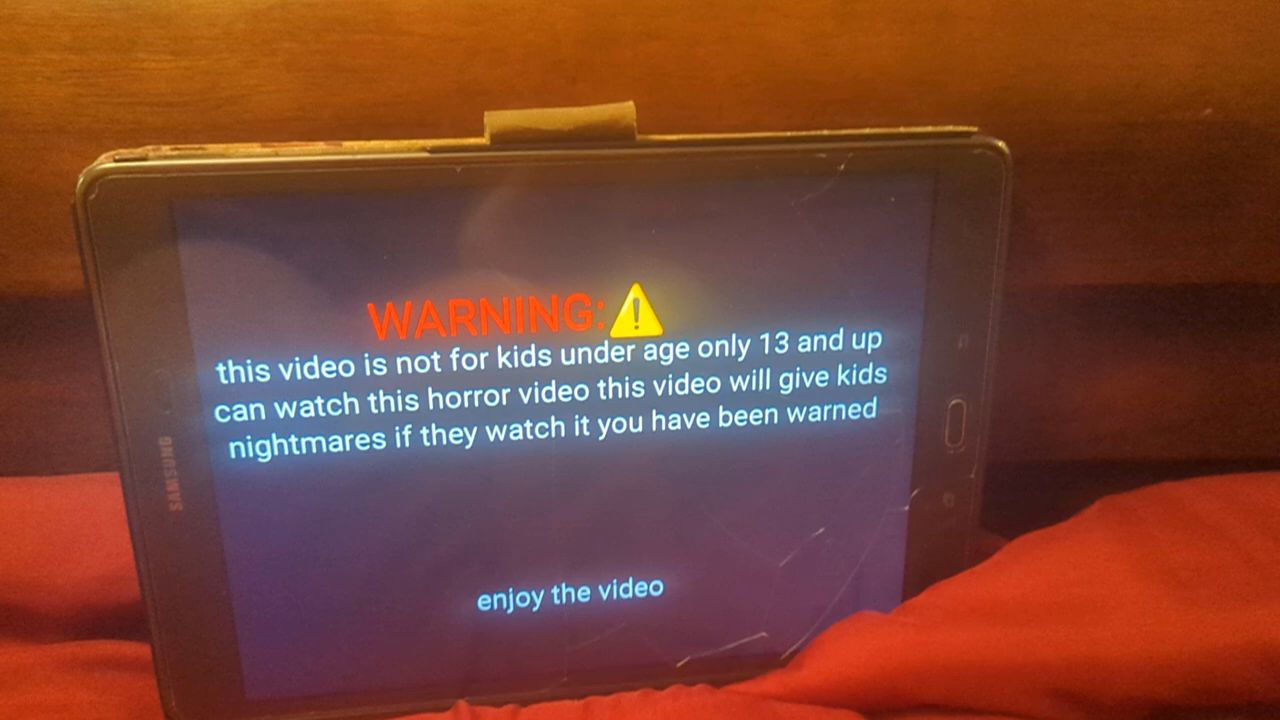 WARNING:⚠️
this video is not for kids under age only 13 and up
can watch this horror video this video will give kids
nightmares if they watch it you have been warned
enjoy the video
SAMSUNG